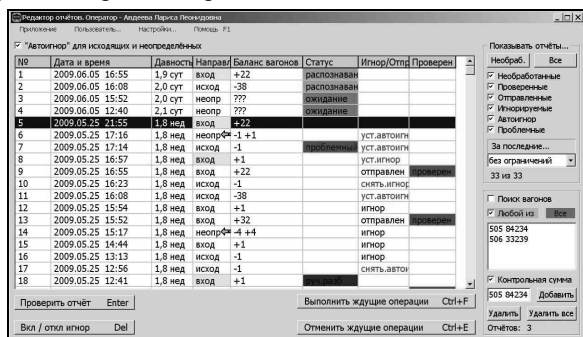 Редактор отчётов. Оператор - Авдеева Лариса Леонидовна
Приложение Пользователь... Настройки... Помощь F1
"Автоигнор" для исходящих и неопределённых
№ Дата и время Давность Направл Баланс вагонов Статус Игнор/Отпр Проверен
1 2009.06.05 16:55 1,9 сут вход +22 распознаван
2 2009.06.05 16:08 2,0 сут исход -38 распознаван
3 2009.06.05 15:52 2,0 сут неопр ??? ожидание
4 2009.06.05 12:40 2,1 сут непр ??? ожидание
5 2009.05.25 21:55 1,8 нед вход +22
6 2009.05.25 17:16 1,8 нед неопр -1 +1 уст.автоигн
7 2009.05.25 17:14 1,8 нед исход -1 проблемный уст.автоигн
8 2009.05.25 16:57 1,8 нед вход +1 уст.игнор
9 2009.05.25 16:55 1,8 нед вход +22 отправлен проверен
10 2009.05.25 16:23 1,8 нед исход -1 снять.игнор
11 2009.05.25 16:08 1,8 нед исход -38 уст.автоигн
12 2009.05.25 15:54 1,8 нед вход +1 игнор
13 2009.05.25 15:52 1,8 нед вход +32 отправлен проверен
14 2009.05.25 15:17 1,8 нед неопр -4 +4 игнор
15 2009.05.25 14:44 1,8 нед вход +1 игнор
16 2009.05.25 13:13 1,8 нед исход -1 игнор
17 2009.05.25 12:56 1,8 нед исход -1 снять.автои
18 2009.05.25 12:41 1,8 нед вход +1 руч.разб
Проверить отчёт Enter
Выполнить ждущие операции Ctrl+F
Вкл / откл игнор Del
Отменить ждущие операции Ctrl+E
Показывать отчёты...
Необраб. Все
Необработанные
Проверенные
Отправленные
Игнорируемые
Автоигнор
Проблемные
За последние...
без ограничений
33 из 33
Поиск вагонов
Любой из Все
505 84234
506 33239
Контрольная сумма
505 84234 Добавить
Удалить Удалить все
Отчётов: 3